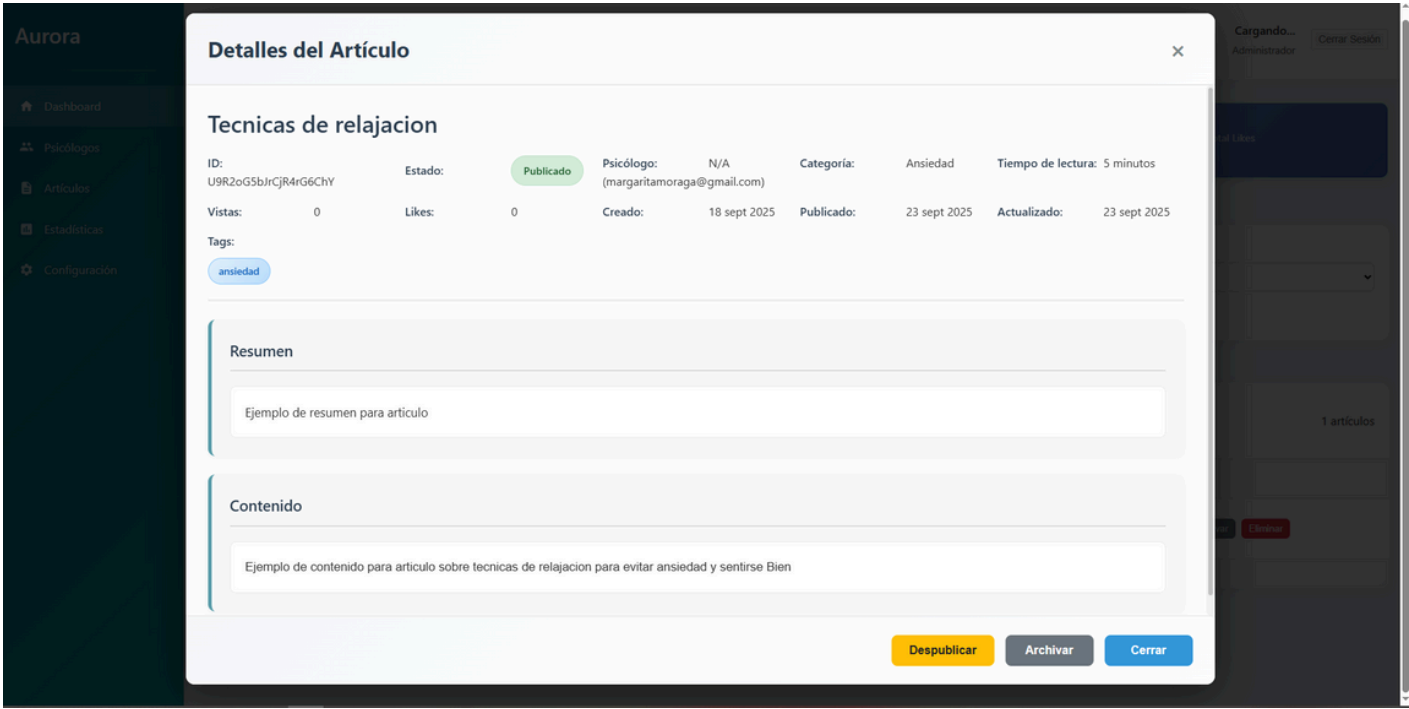 Aurora
Dashboard
Psicólogos
Artículos
Estadísticas
Configuración
Cargando...
Administrador
Cerrar Sesión
Likes
1 artículos
Eliminar
Detalles del Artículo
×
Tecnicas de relajacion
ID:
U9R2oG5bJrCjR4rG6ChY
Estado: Publicado
Psicólogo: N/A
(margaritamoraga@gmail.com)
Categoría: Ansiedad
Tiempo de lectura: 5 minutos
Vistas: 0
Likes: 0
Creado: 18 sept 2025
Publicado: 23 sept 2025
Actualizado: 23 sept 2025
Tags:
ansiedad
Resumen
Ejemplo de resumen para articulo
Contenido
Ejemplo de contenido para articulo sobre tecnicas de relajacion para evitar ansiedad y sentirse Bien
Despublicar
Archivar
Cerrar